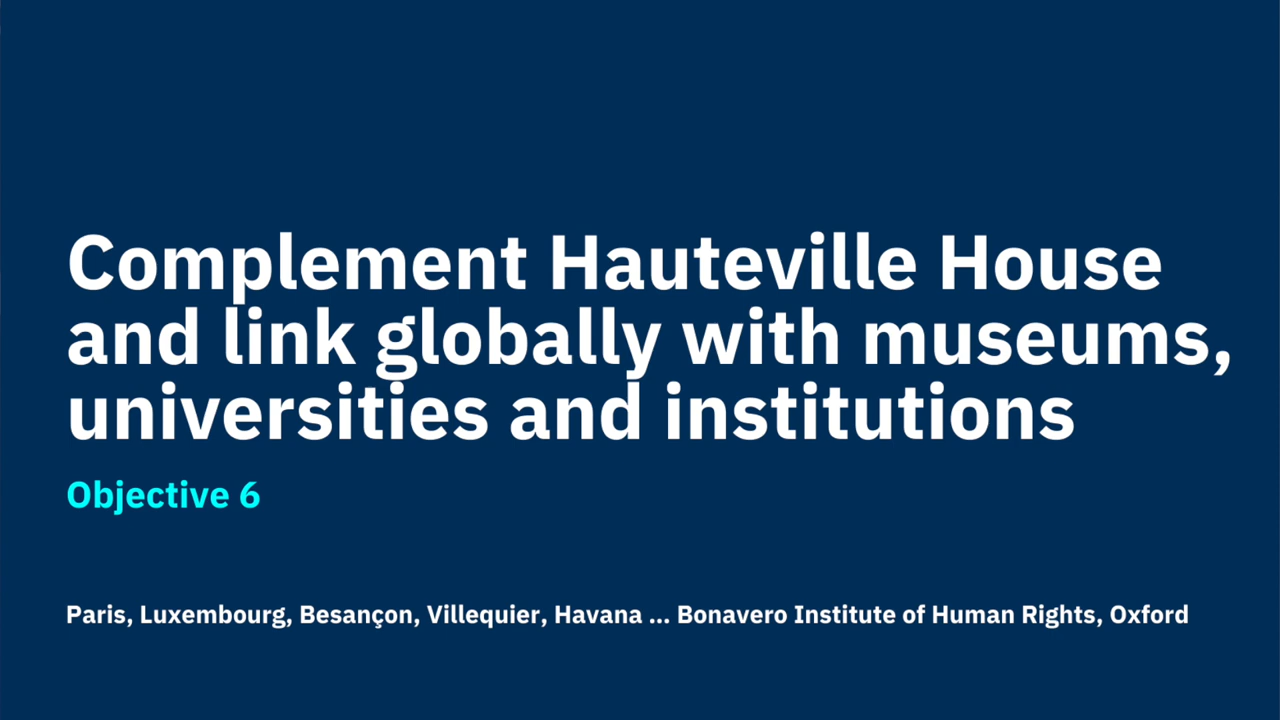 Complement Hauteville House
and link globally with museums,
universities and institutions
Objective 6
Paris, Luxembourg, Besançon, Villequier, Havana ... Bonavero Institute of Human Rights, Oxford